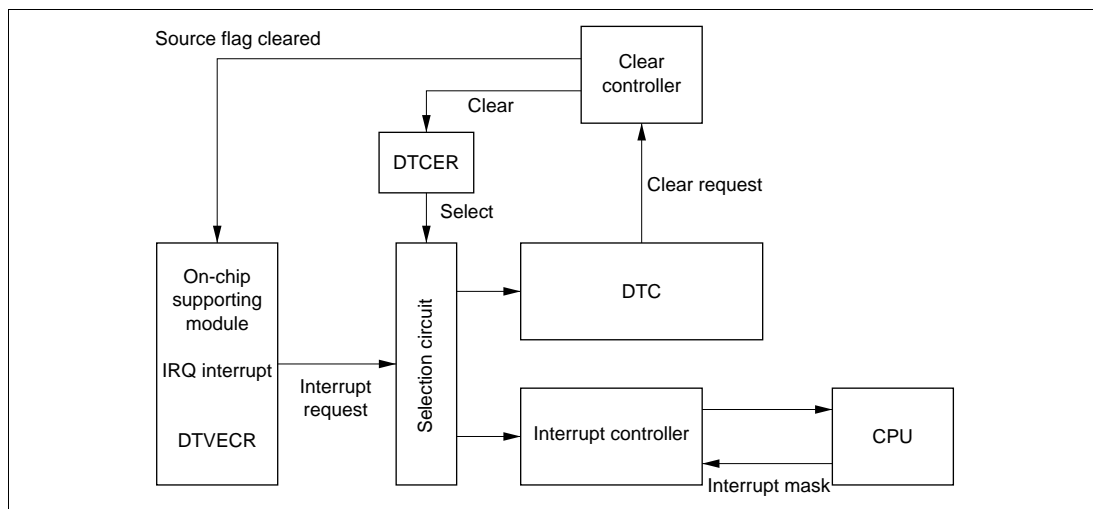 Source flag cleared
Clear
controller
Clear
DTCER
Clear request
Select
On-chip
supporting
module
IRQ interrupt
DTVECR
Interrupt
request
Selection circuit
DTC
Interrupt controller
CPU
Interrupt mask